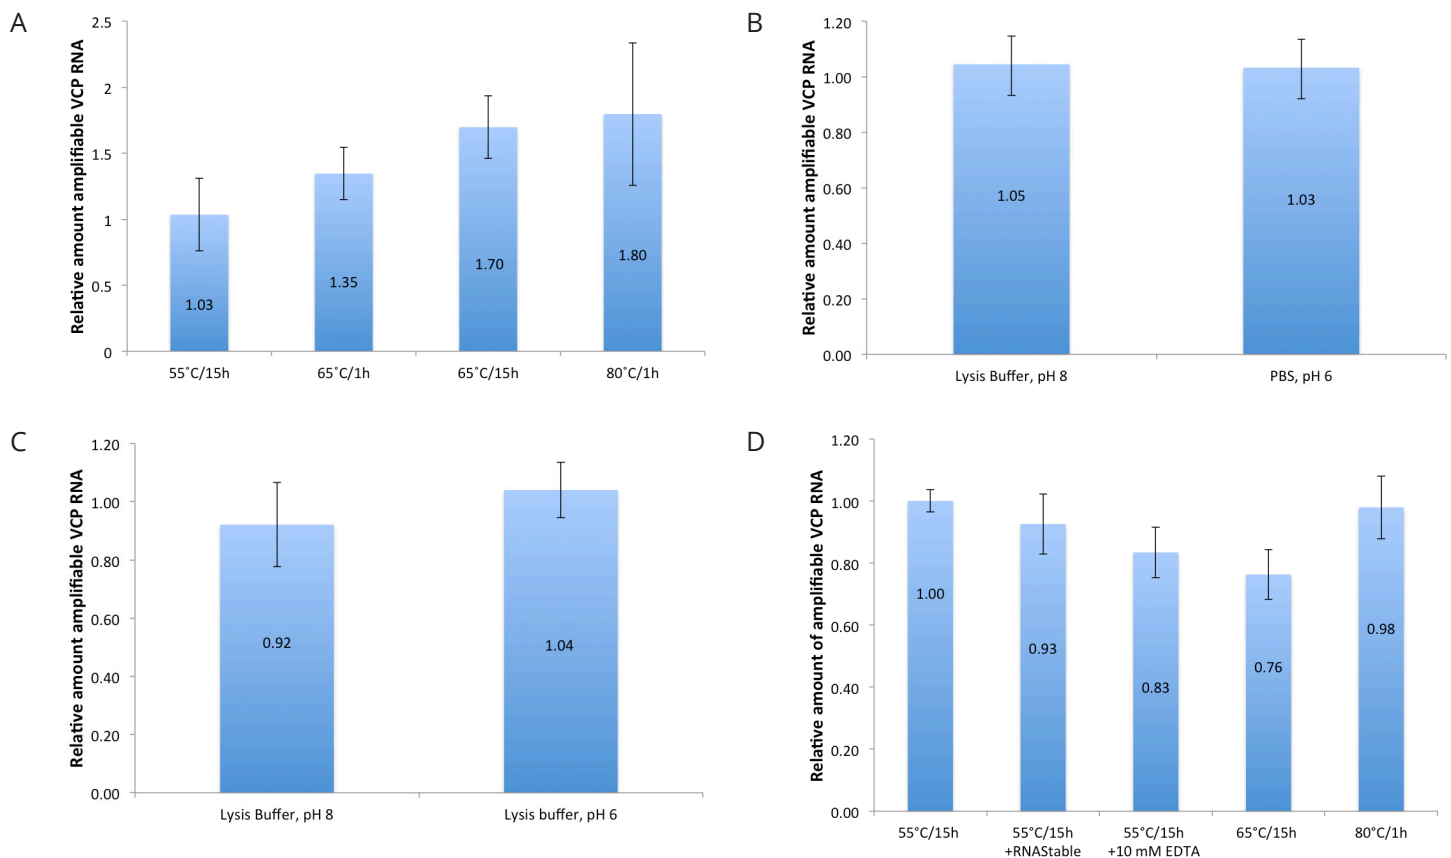 A
Relative amount amplifiable VCP RNA
2.5
2
1.5
1
0.5
0
1.03
1.35
1.70
1.80
55˚C/15h
65˚C/1h
65˚C/15h
80˚C/1h
B
Relative amount amplifiable VCP RNA
1.20
1.00
0.80
0.60
0.40
0.20
0.00
1.05
1.03
Lysis Buffer, pH 8
PBS, pH 6
C
Relative amount amplifiable VCP RNA
1.20
1.00
0.80
0.60
0.40
0.20
0.00
0.92
1.04
Lysis Buffer, pH 8
Lysis buffer, pH 6
D
Relative amount of amplifiable VCP RNA
1.20
1.00
0.80
0.60
0.40
0.20
0.00
1.00
0.93
0.83
0.76
0.98
55°C/15h
55°C/15h
+RNAStable
55°C/15h
+10 mM EDTA
65°C/15h
80°C/1h